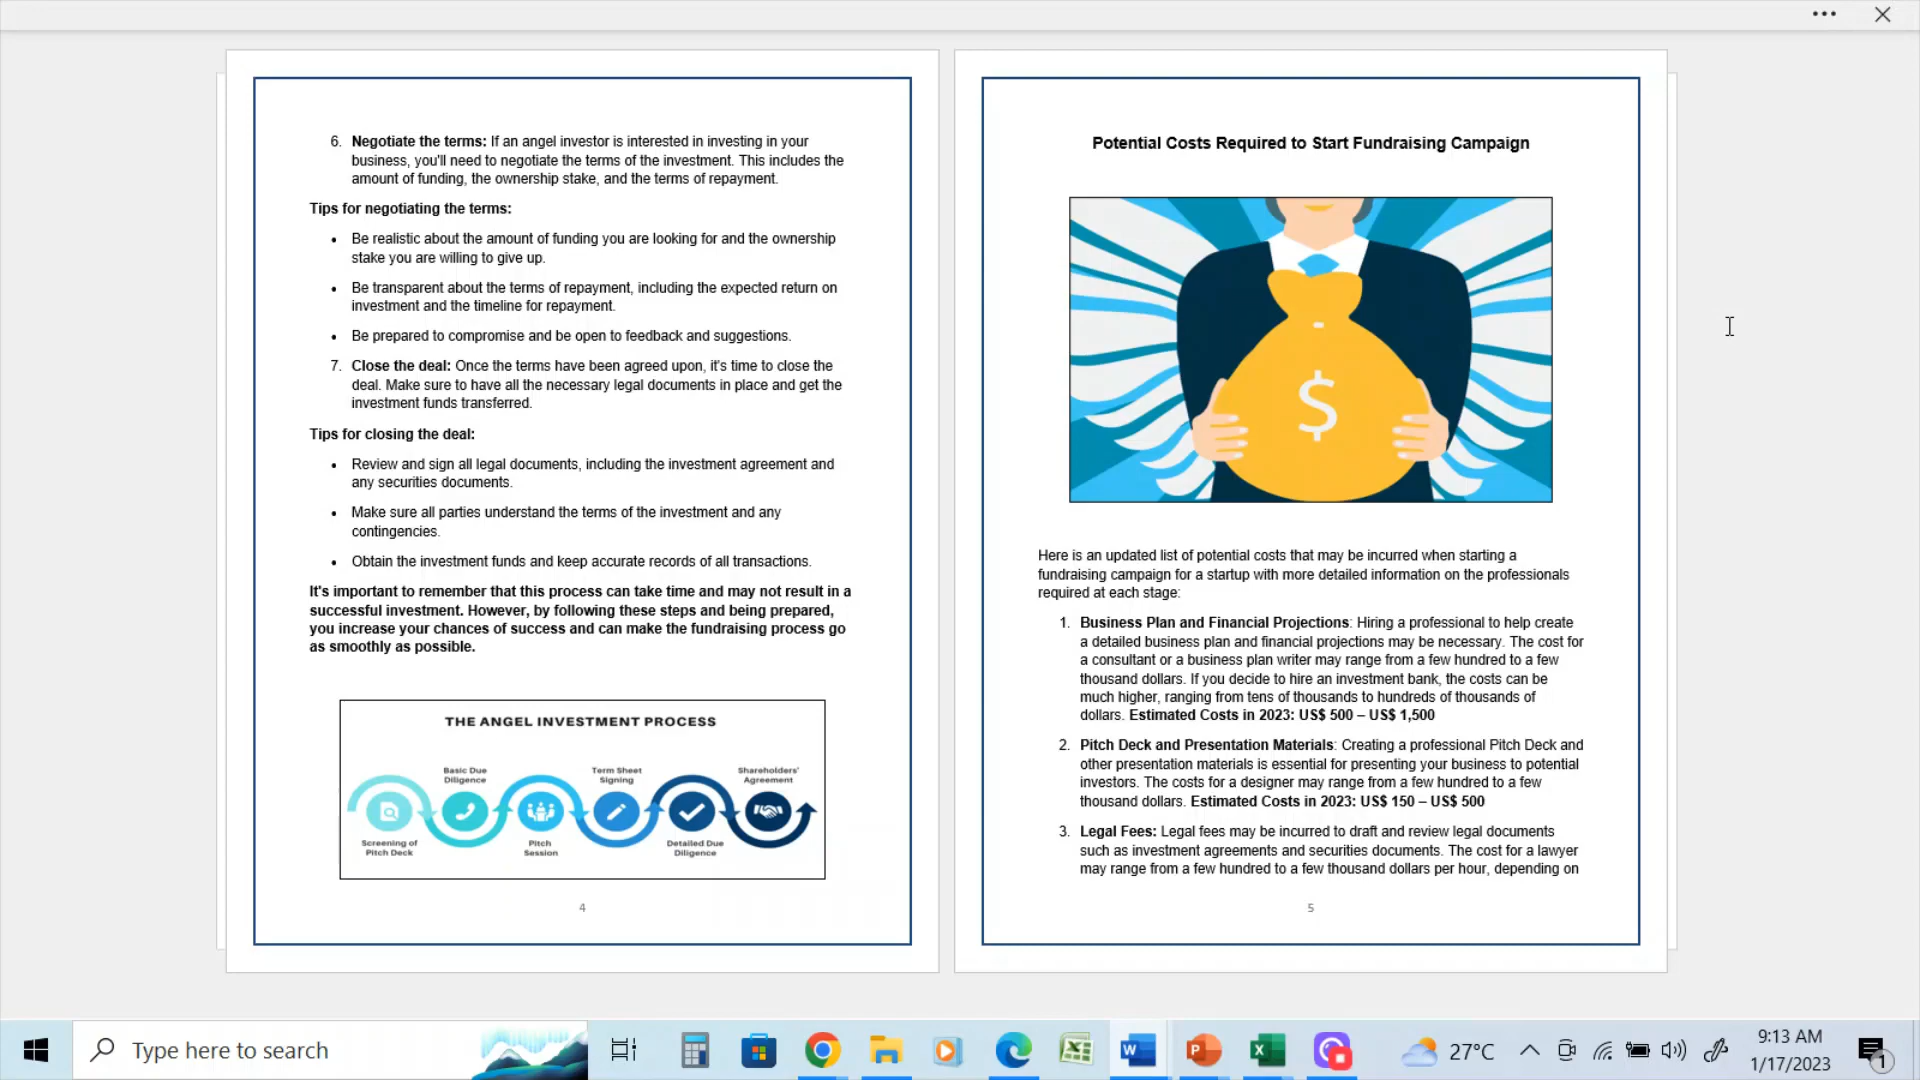 6. Negotiate the terms: If an angel investor is interested in investing in your
business, you'll need to negotiate the terms of the investment. This includes the
amount of funding, the ownership stake, and the terms of repayment.
Tips for negotiating the terms:
• Be realistic about the amount of funding you are looking for and the ownership
stake you are willing to give up.
• Be transparent about the terms of repayment, including the expected return on
investment and the timeline for repayment.
• Be prepared to compromise and be open to feedback and suggestions.
7. Close the deal: Once the terms have been agreed upon, it's time to close the
deal. Make sure to have all the necessary legal documents in place and get the
investment funds transferred.
Tips for closing the deal:
• Review and sign all legal documents, including the investment agreement and
any securities documents.
• Make sure all parties understand the terms of the investment and any
contingencies.
• Obtain the investment funds and keep accurate records of all transactions.
It's important to remember that this process can take time and may not result in a
successful investment. However, by following these steps and being prepared,
you increase your chances of success and can make the fundraising process go
as smoothly as possible.
THE ANGEL INVESTMENT PROCESS
Basic Due
Diligence
Term Sheet
Signing
Shareholders'
Agreement
Screening of
Pitch Deck
Pitch
Session
Detailed Due
Diligence
4
Potential Costs Required to Start Fundraising Campaign
$
Here is an updated list of potential costs that may be incurred when starting a
fundraising campaign for a startup with more detailed information on the professionals
required at each stage:
1. Business Plan and Financial Projections: Hiring a professional to help create
a detailed business plan and financial projections may be necessary. The cost for
a consultant or a business plan writer may range from a few hundred to a few
thousand dollars. If you decide to hire an investment bank, the costs can be
much higher, ranging from tens of thousands to hundreds of thousands of
dollars. Estimated Costs in 2023: US$ 500 – US$ 1,500
2. Pitch Deck and Presentation Materials: Creating a professional Pitch Deck and
other presentation materials is essential for presenting your business to potential
investors. The costs for a designer may range from a few hundred to a few
thousand dollars. Estimated Costs in 2023: US$ 150 – US$ 500
3. Legal Fees: Legal fees may be incurred to draft and review legal documents
such as investment agreements and securities documents. The cost for a lawyer
may range from a few hundred to a few thousand dollars per hour, depending on
5
Type here to search
27°C
9:13 AM
1/17/2023
1